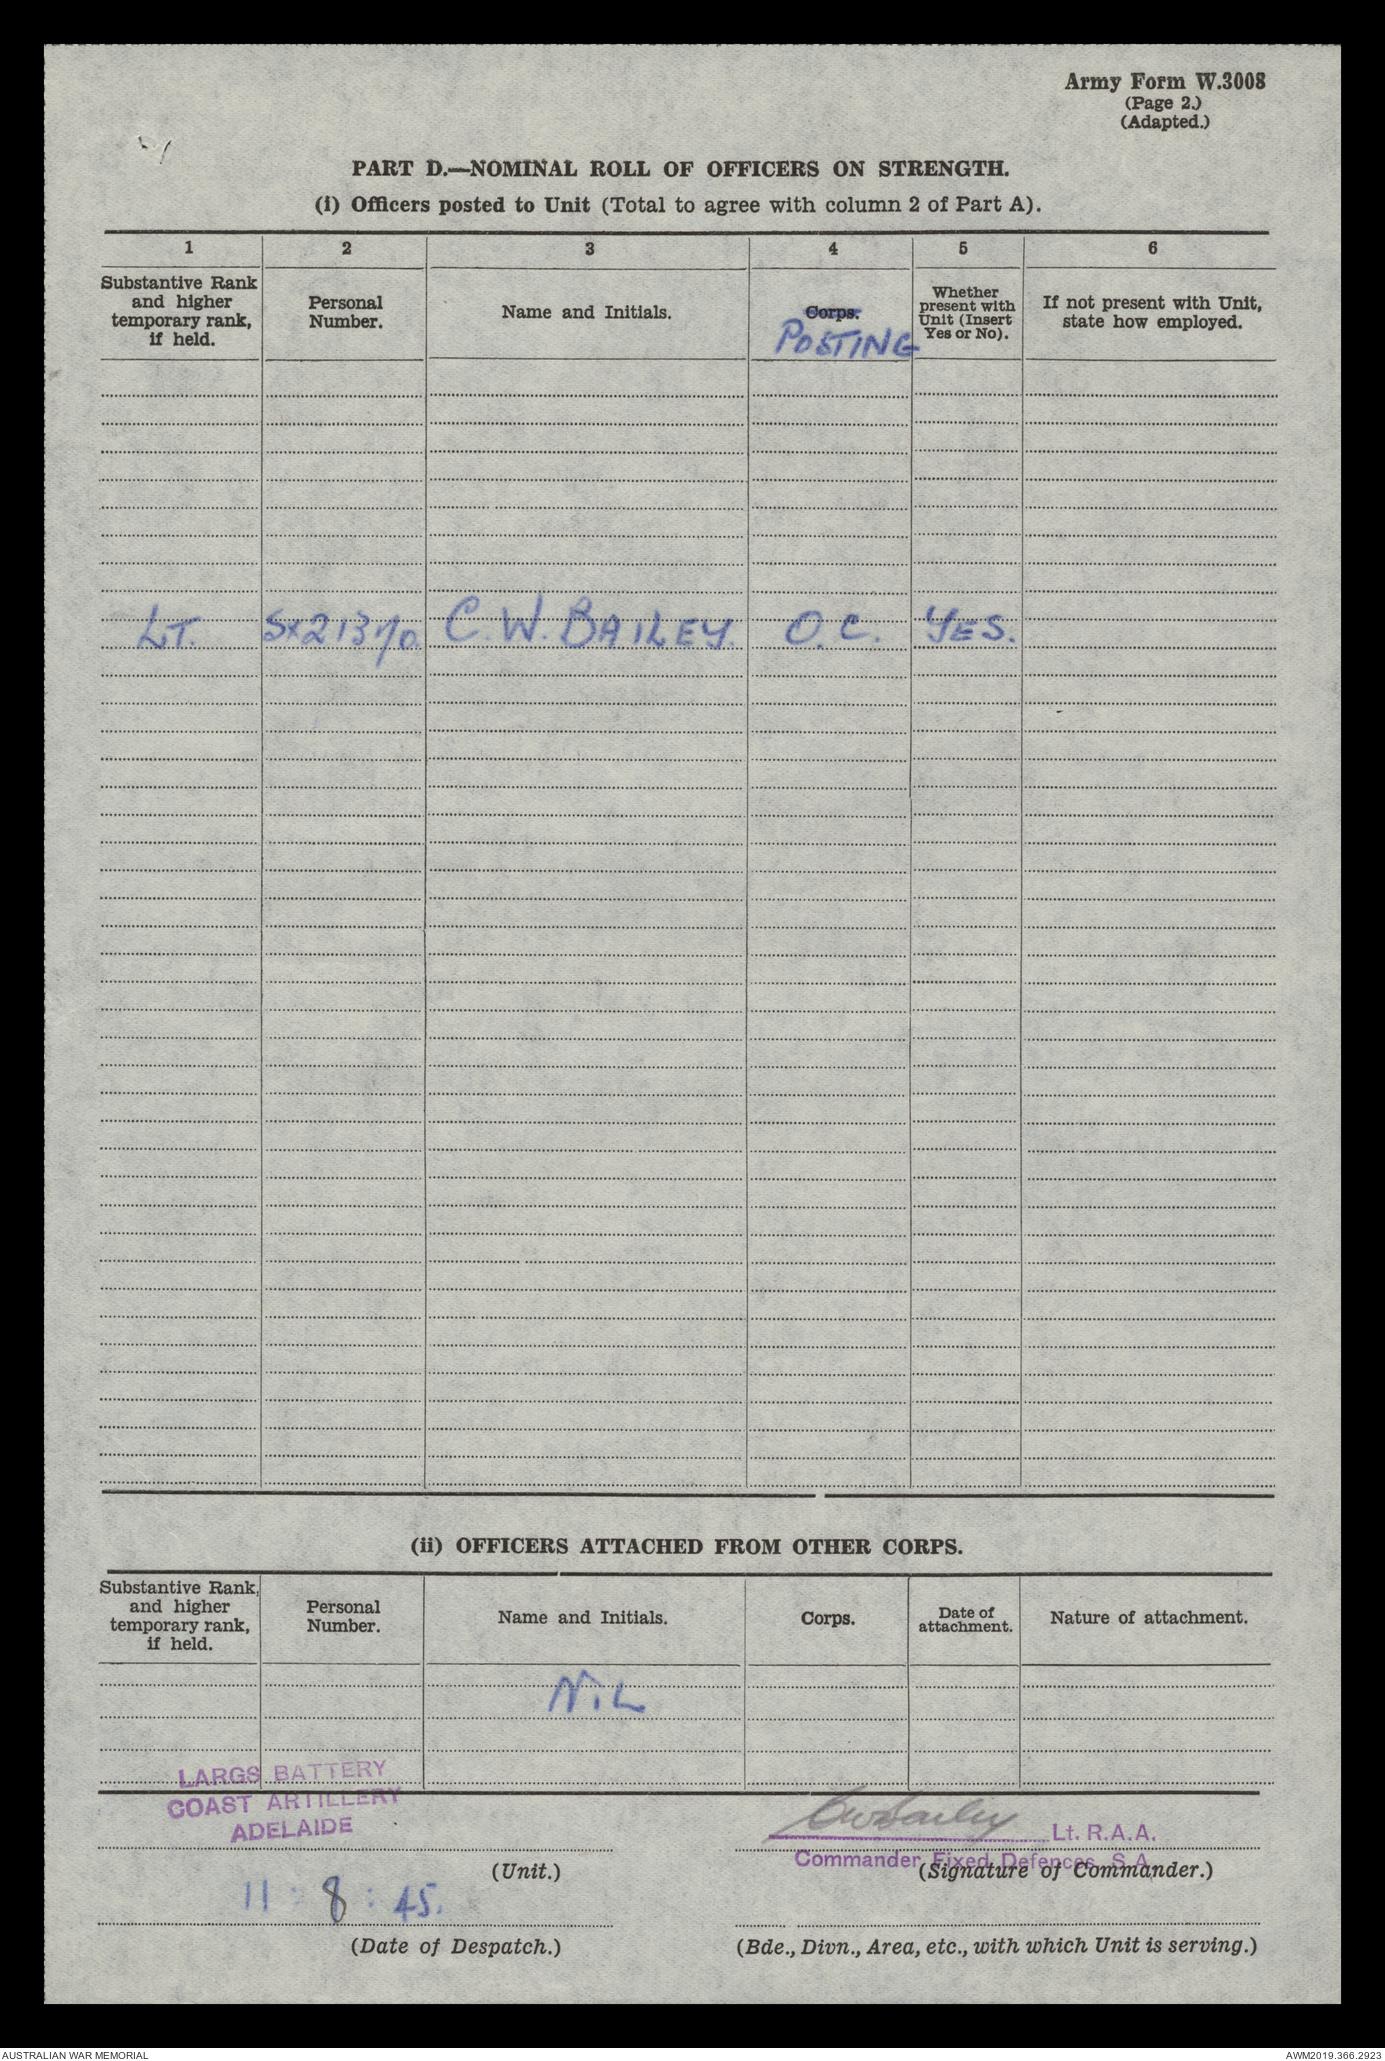 Army Form W.3008
(Page 2.)
(Adapted.)
PART D.—NOMINAL ROLL OF OFFICERS ON STRENGTH.
(i) Officers posted to Unit (Total to agree with column 2 of Part A).
1 2 3 4 5 6
Substantive Rank and higher temporary rank, if held.
Personal Number.
Name and Initials.
Corps.
POSTING
Whether present with Unit (Insert Yes or No).
If not present with Unit, state how employed.
LT. SX21370. C.W. BAILEY. O.C. YES.
(ii) OFFICERS ATTACHED FROM OTHER CORPS.
Substantive Rank, and higher temporary rank, if held.
Personal Number.
Name and Initials.
Corps.
Date of attachment.
Nature of attachment.
NIL
LARGS BATTERY
COAST ARTILLERY
ADELAIDE
(Unit.)
11 : 8 : 45.
(Date of Despatch.)
CW Bailey Lt. R.A.A.
Commander Fixed Defences, S.A.
(Signature of Commander.)
(Bde., Divn., Area, etc., with which Unit is serving.)
AUSTRALIAN WAR MEMORIAL
AWM2019.366.2923